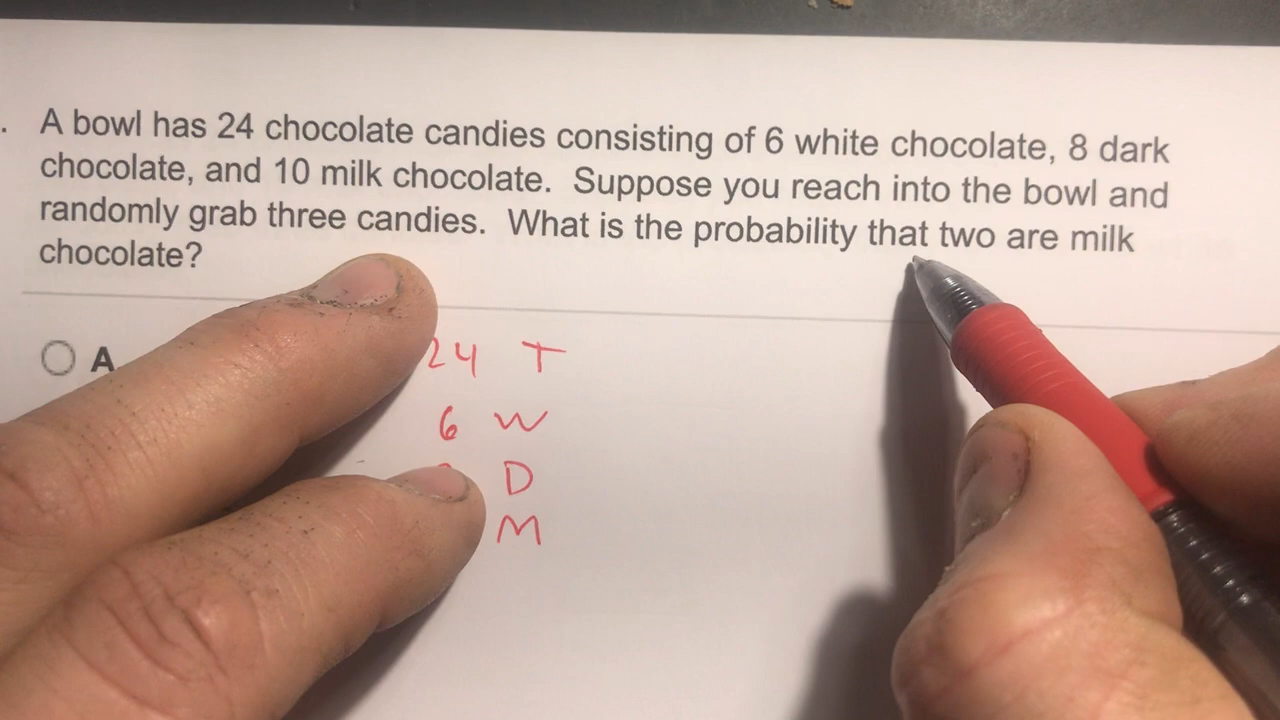 . A bowl has 24 chocolate candies consisting of 6 white chocolate, 8 dark
chocolate, and 10 milk chocolate. Suppose you reach into the bowl and
randomly grab three candies. What is the probability that two are milk
chocolate?
A.
24 T
6 W
D
M